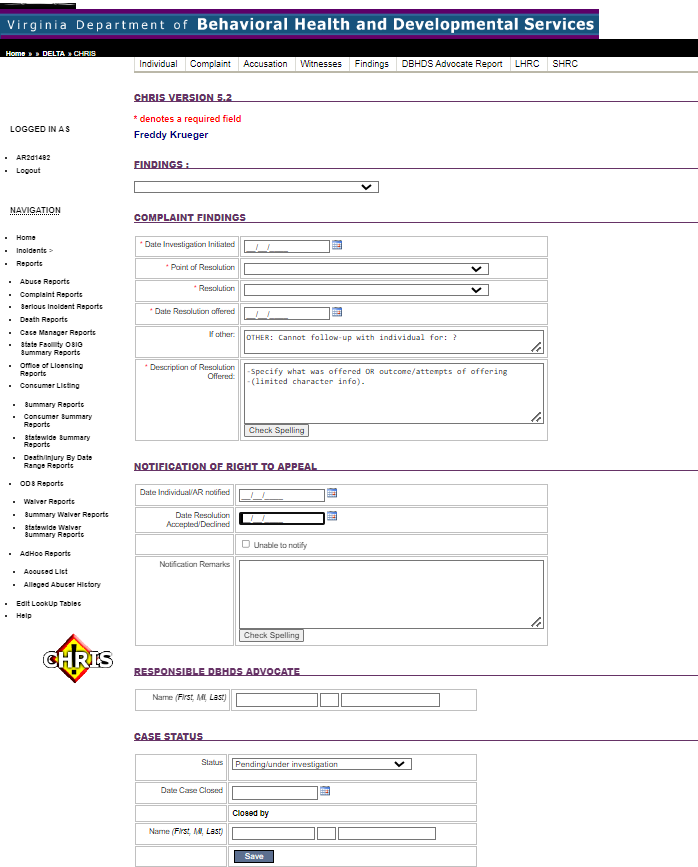 Virginia Department of Behavioral Health and Developmental Services
Home » » DELTA » CHRIS
Individual Complaint Accusation Witnesses Findings DBHDS Advocate Report LHRC SHRC
CHRIS VERSION 5.2
* denotes a required field
Freddy Krueger
LOGGED IN AS
AR2d1492
Logout
NAVIGATION
Home
Incidents >
Reports
Abuse Reports
Complaint Reports
Serious Incident Reports
Death Reports
Case Manager Reports
State Facility OSIG
Summary Reports
Office of Licensing
Reports
Consumer Listing
Summary Reports
Consumer Summary
Reports
Statewide Summary
Reports
Death/Injury By Date
Range Reports
ODS Reports
Waiver Reports
Summary Waiver Reports
Statewide Waiver
Summary Reports
AdHoc Reports
Accused List
Alleged Abuser History
Edit LookUp Tables
Help
CHRIS
FINDINGS :
COMPLAINT FINDINGS
* Date Investigation Initiated __/__/____
* Point of Resolution
* Resolution
* Date Resolution offered __/__/____
If other: OTHER: Cannot follow-up with individual for: ?
* Description of Resolution
Offered:
-Specify what was offered OR outcome/attempts of offering
-(limited character info).
Check Spelling
NOTIFICATION OF RIGHT TO APPEAL
Date Individual/AR notified __/__/____
Date Resolution
Accepted/Declined __/__/____
Unable to notify
Notification Remarks
Check Spelling
RESPONSIBLE DBHDS ADVOCATE
Name (First, MI, Last)
CASE STATUS
Status Pending/under investigation
Date Case Closed
Closed by
Name (First, MI, Last)
Save